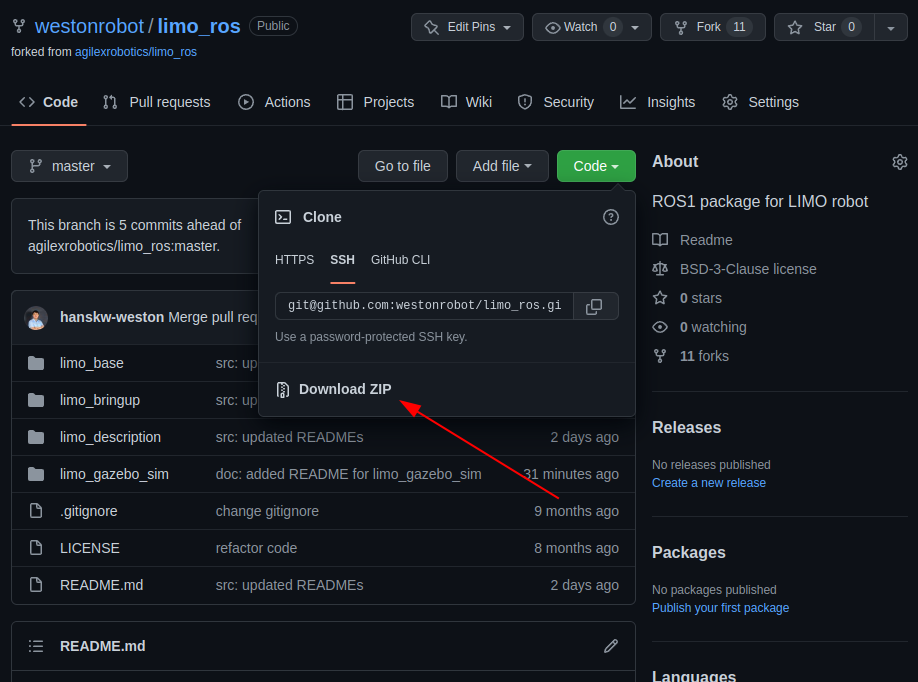 westonrobot / limo_ros Public
Edit Pins Watch 0 Fork 11 Star 0
forked from agilexrobotics/limo_ros
Code Pull requests Actions Projects Wiki Security Insights Settings
master Go to file Add file Code
This branch is 5 commits ahead of
agilexrobotics/limo_ros:master.
Clone
HTTPS SSH GitHub CLI
git@github.com:westonrobot/limo_ros.gi
Use a password-protected SSH key.
Download ZIP
hanskw-weston Merge pull req
limo_base src: up
limo_bringup src: up
limo_description src: updated READMEs 2 days ago
limo_gazebo_sim doc: added README for limo_gazebo_sim 31 minutes ago
.gitignore change gitignore 9 months ago
LICENSE refactor code 8 months ago
README.md src: updated READMEs 2 days ago
README.md
About
ROS1 package for LIMO robot
Readme
BSD-3-Clause license
0 stars
0 watching
11 forks
Releases
No releases published
Create a new release
Packages
No packages published
Publish your first package
Languages